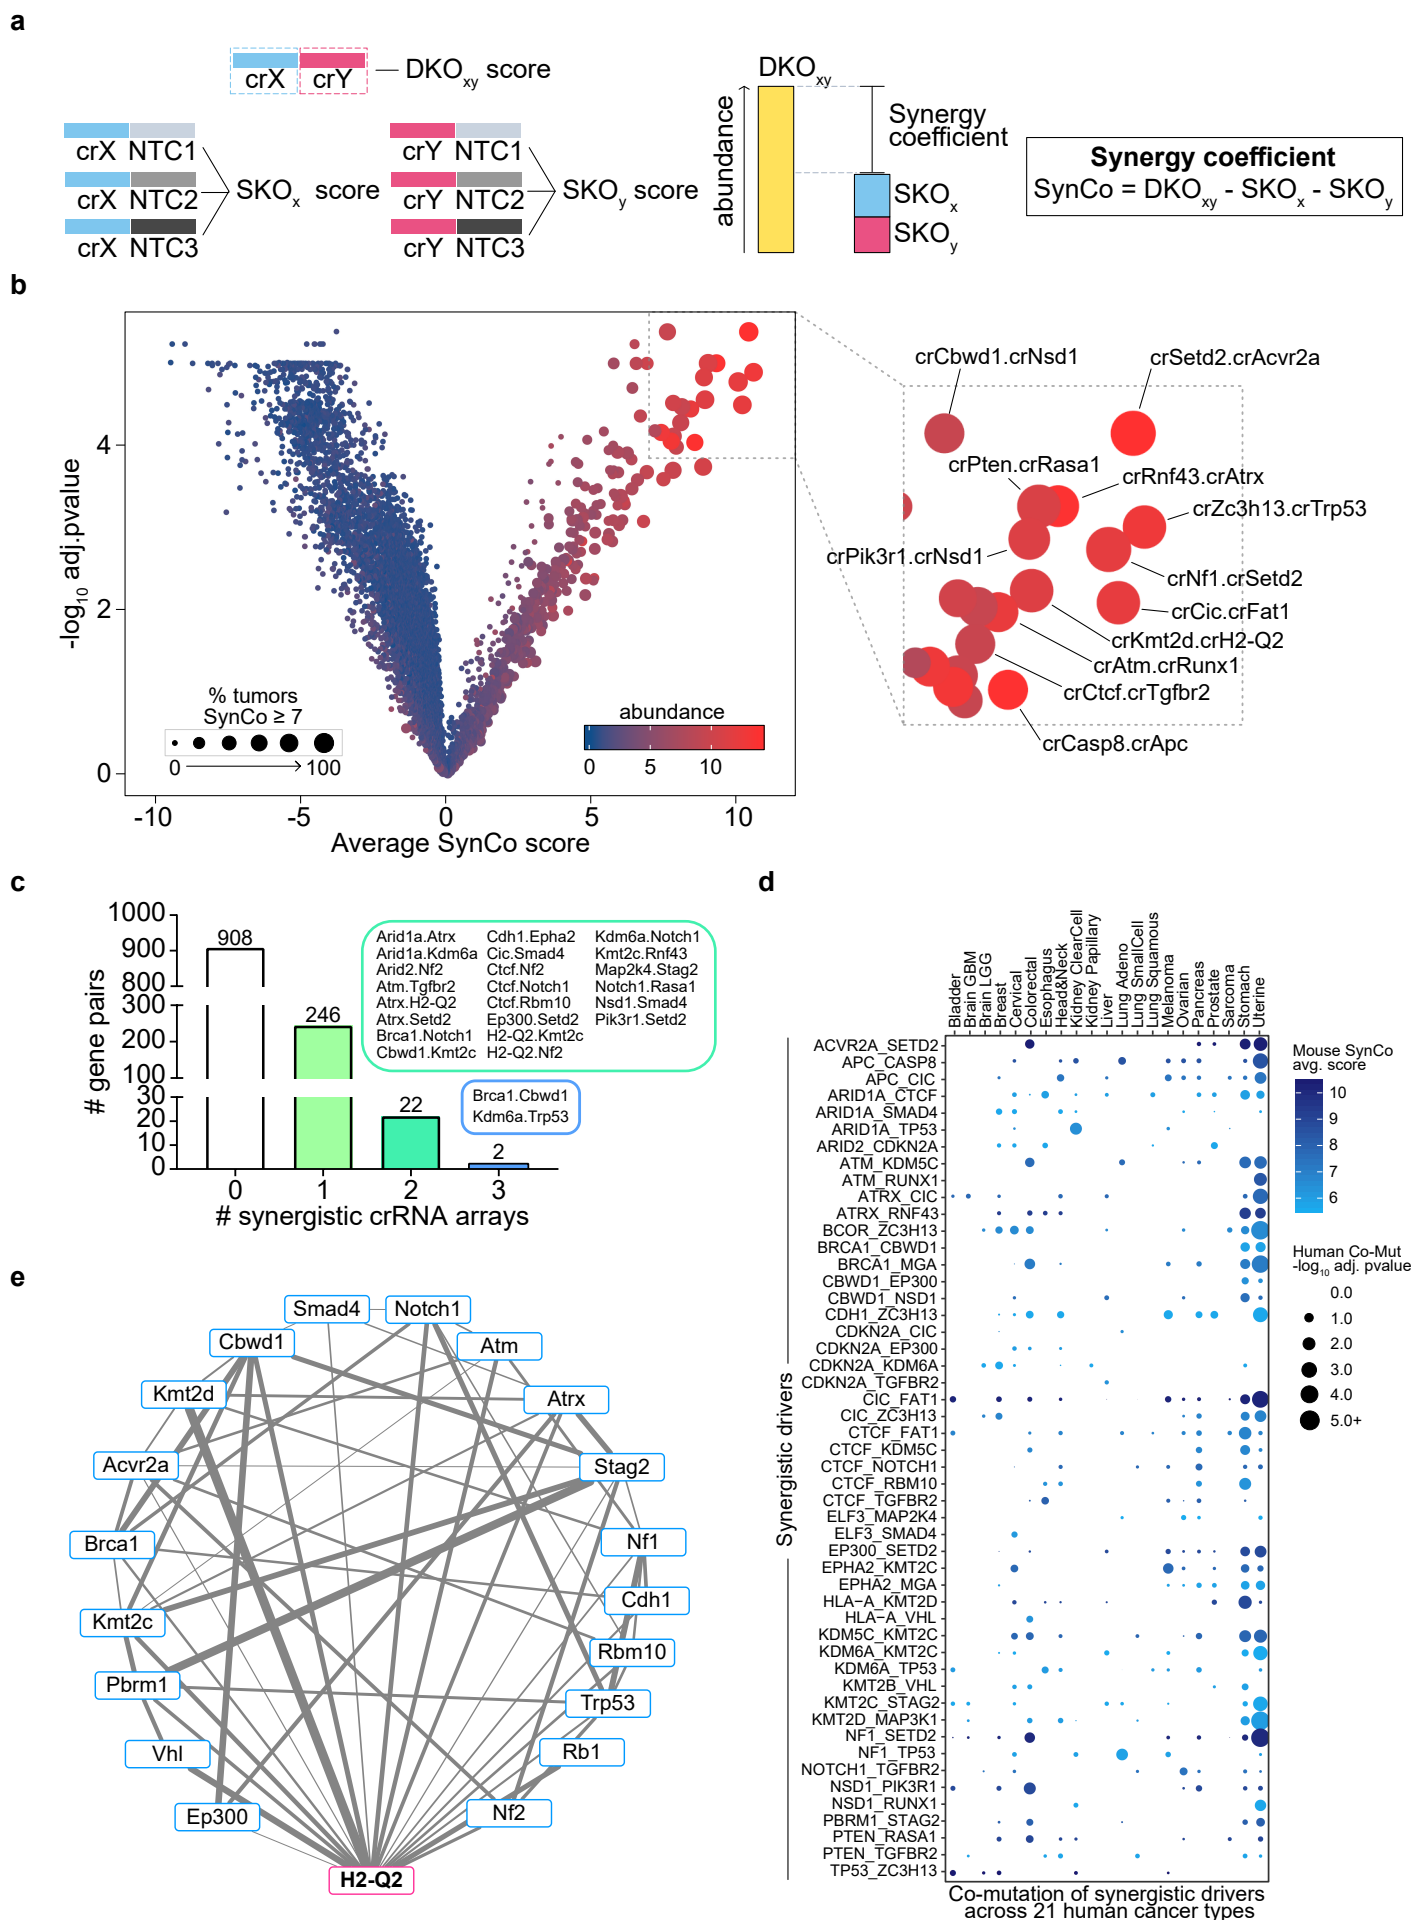 a
crX crY
DKOxy score
crX NTC1
crX NTC2
crX NTC3
SKOx score
crY NTC1
crY NTC2
crY NTC3
SKOy score
DKOxy
abundance
Synergy
coefficient
SKOx
SKOy
Synergy coefficient
SynCo = DKOxy - SKOx - SKOy
b
-log10 adj.pvalue
4
2
0
-10 -5 0 5 10
Average SynCo score
% tumors
SynCo ≥ 7
0 100
abundance
0 5 10
crCbwd1.crNsd1
crSetd2.crAcvr2a
crPten.crRasa1
crRnf43.crAtrx
crZc3h13.crTrp53
crPik3r1.crNsd1
crNf1.crSetd2
crCic.crFat1
crKmt2d.crH2-Q2
crAtm.crRunx1
crCtcf.crTgfbr2
crCasp8.crApc
c
# gene pairs
1000
900
800
300
200
100
30
20
10
0
908
246
22
2
0 1 2 3
# synergistic crRNA arrays
Arid1a.Atrx Cdh1.Epha2 Kdm6a.Notch1
Arid1a.Kdm6a Cic.Smad4 Kmt2c.Rnf43
Arid2.Nf2 Ctcf.Nf2 Map2k4.Stag2
Atm.Tgfbr2 Ctcf.Notch1 Notch1.Rasa1
Atrx.H2-Q2 Ctcf.Rbm10 Nsd1.Smad4
Atrx.Setd2 Ep300.Setd2 Pik3r1.Setd2
Brca1.Notch1 H2-Q2.Kmt2c
Cbwd1.Kmt2c H2-Q2.Nf2
Brca1.Cbwd1
Kdm6a.Trp53
d
Bladder
Brain GBM
Brain LGG
Breast
Cervical
Colorectal
Esophagus
Head&Neck
Kidney ClearCell
Kidney Papillary
Liver
Lung Adeno
Lung SmallCell
Lung Squamous
Melanoma
Ovarian
Pancreas
Prostate
Sarcoma
Stomach
Uterine
Synergistic drivers
ACVR2A_SETD2
APC_CASP8
APC_CIC
ARID1A_CTCF
ARID1A_SMAD4
ARID1A_TP53
ARID2_CDKN2A
ATM_KDM5C
ATM_RUNX1
ATRX_CIC
ATRX_RNF43
BCOR_ZC3H13
BRCA1_CBWD1
BRCA1_MGA
CBWD1_EP300
CBWD1_NSD1
CDH1_ZC3H13
CDKN2A_CIC
CDKN2A_EP300
CDKN2A_KDM6A
CDKN2A_TGFBR2
CIC_FAT1
CIC_ZC3H13
CTCF_FAT1
CTCF_KDM5C
CTCF_NOTCH1
CTCF_RBM10
CTCF_TGFBR2
ELF3_MAP2K4
ELF3_SMAD4
EP300_SETD2
EPHA2_KMT2C
EPHA2_MGA
HLA−A_KMT2D
HLA−A_VHL
KDM5C_KMT2C
KDM6A_KMT2C
KDM6A_TP53
KMT2B_VHL
KMT2C_STAG2
KMT2D_MAP3K1
NF1_SETD2
NF1_TP53
NOTCH1_TGFBR2
NSD1_PIK3R1
NSD1_RUNX1
PBRM1_STAG2
PTEN_RASA1
PTEN_TGFBR2
TP53_ZC3H13
Co-mutation of synergistic drivers
across 21 human cancer types
Mouse SynCo
avg. score
10
9
8
7
6
Human Co-Mut
-log10 adj. pvalue
0.0
1.0
2.0
3.0
4.0
5.0+
e
Smad4
Notch1
Cbwd1
Atm
Kmt2d
Atrx
Acvr2a
Stag2
Brca1
Nf1
Cdh1
Kmt2c
Rbm10
Pbrm1
Trp53
Vhl
Rb1
Ep300
Nf2
H2-Q2